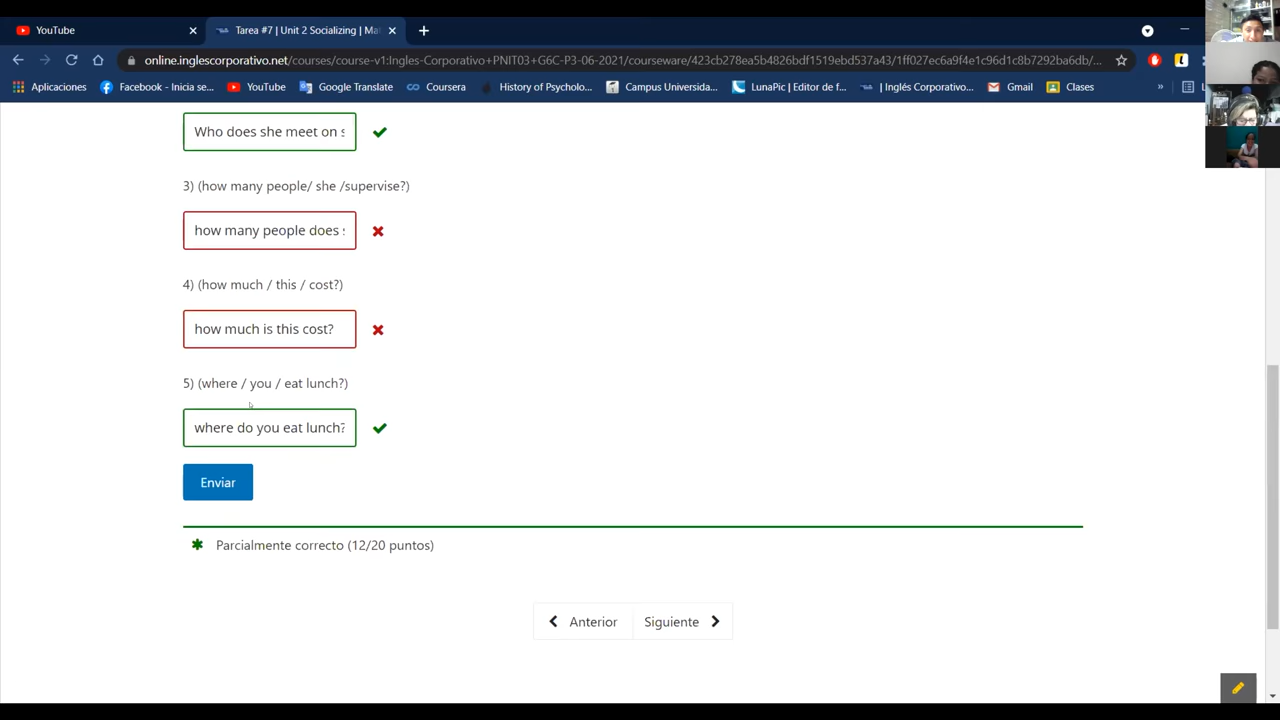 YouTube
Tarea #7 | Unit 2 Socializing | Ma
online.inglescorporativo.net/courses/course-v1:Ingles-Corporativo+PNIT03+G6C-P3-06-2021/courseware/423cb278ea5b4826bdf1519ebd537a43/1ff027ec6a9f4e1c96d1c8b7292ba6db/...
Aplicaciones Facebook - Inicia se... YouTube Google Translate Coursera History of Psycholo... Campus Universida... LunaPic | Editor de f... | Inglés Corporativo... Gmail Clases »
Who does she meet on s
3) (how many people/ she /supervise?)
how many people does s
4) (how much / this / cost?)
how much is this cost?
5) (where / you / eat lunch?)
where do you eat lunch?
Enviar
Parcialmente correcto (12/20 puntos)
Anterior Siguiente